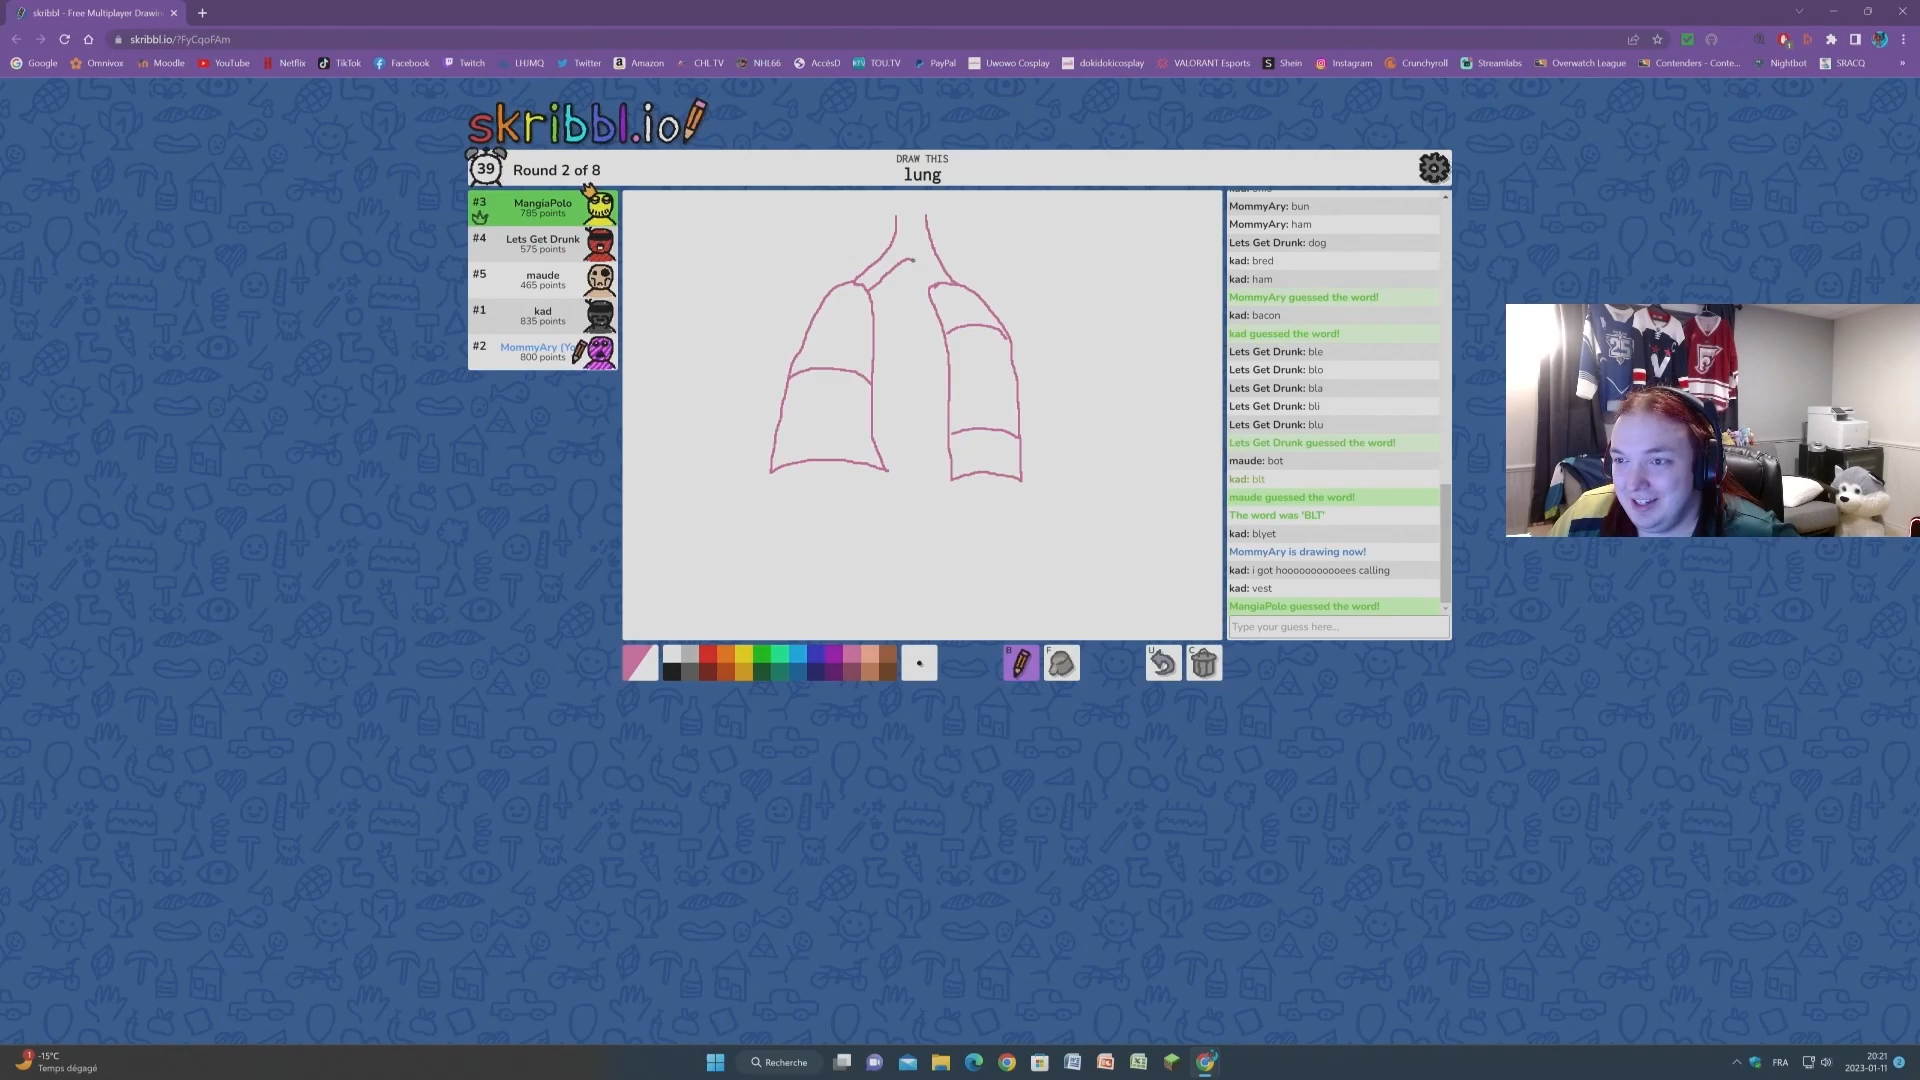 skribbl - Free Multiplayer Drawin
skribbl.io/?FyCqoFAm
Google Omnivox Moodle YouTube Netflix TikTok Facebook Twitch LHJMQ Twitter Amazon CHL TV NHL66 AccèsD TOU.TV PayPal Uwowo Cosplay dokidokicosplay VALORANT Esports Shein Instagram Crunchyroll Streamlabs Overwatch League Contenders - Conte... Nightbot SRACQ »
skribbl.io
39 Round 2 of 8
DRAW THIS
lung
#3 MangiaPolo
785 points
#4 Lets Get Drunk
575 points
#5 maude
465 points
#1 kad
835 points
#2 MommyAry (Yo
800 points
MommyAry: bun
MommyAry: ham
Lets Get Drunk: dog
kad: bred
kad: ham
MommyAry guessed the word!
kad: bacon
kad guessed the word!
Lets Get Drunk: ble
Lets Get Drunk: blo
Lets Get Drunk: bla
Lets Get Drunk: bli
Lets Get Drunk: blu
Lets Get Drunk guessed the word!
maude: bot
kad: blt
maude guessed the word!
The word was 'BLT'
kad: blyet
MommyAry is drawing now!
kad: i got hooooooooooees calling
kad: vest
MangiaPolo guessed the word!
Type your guess here...
B F U C
25
1 -15°C
Temps dégagé
Recherche
FRA
20:21
2023-01-11
2